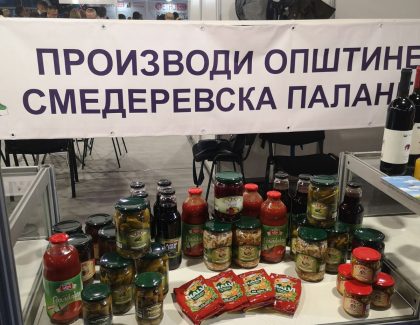 ПРОИЗВОДИ ОПШТИНЕ
СМЕДЕРЕВСКА ПАЛАН